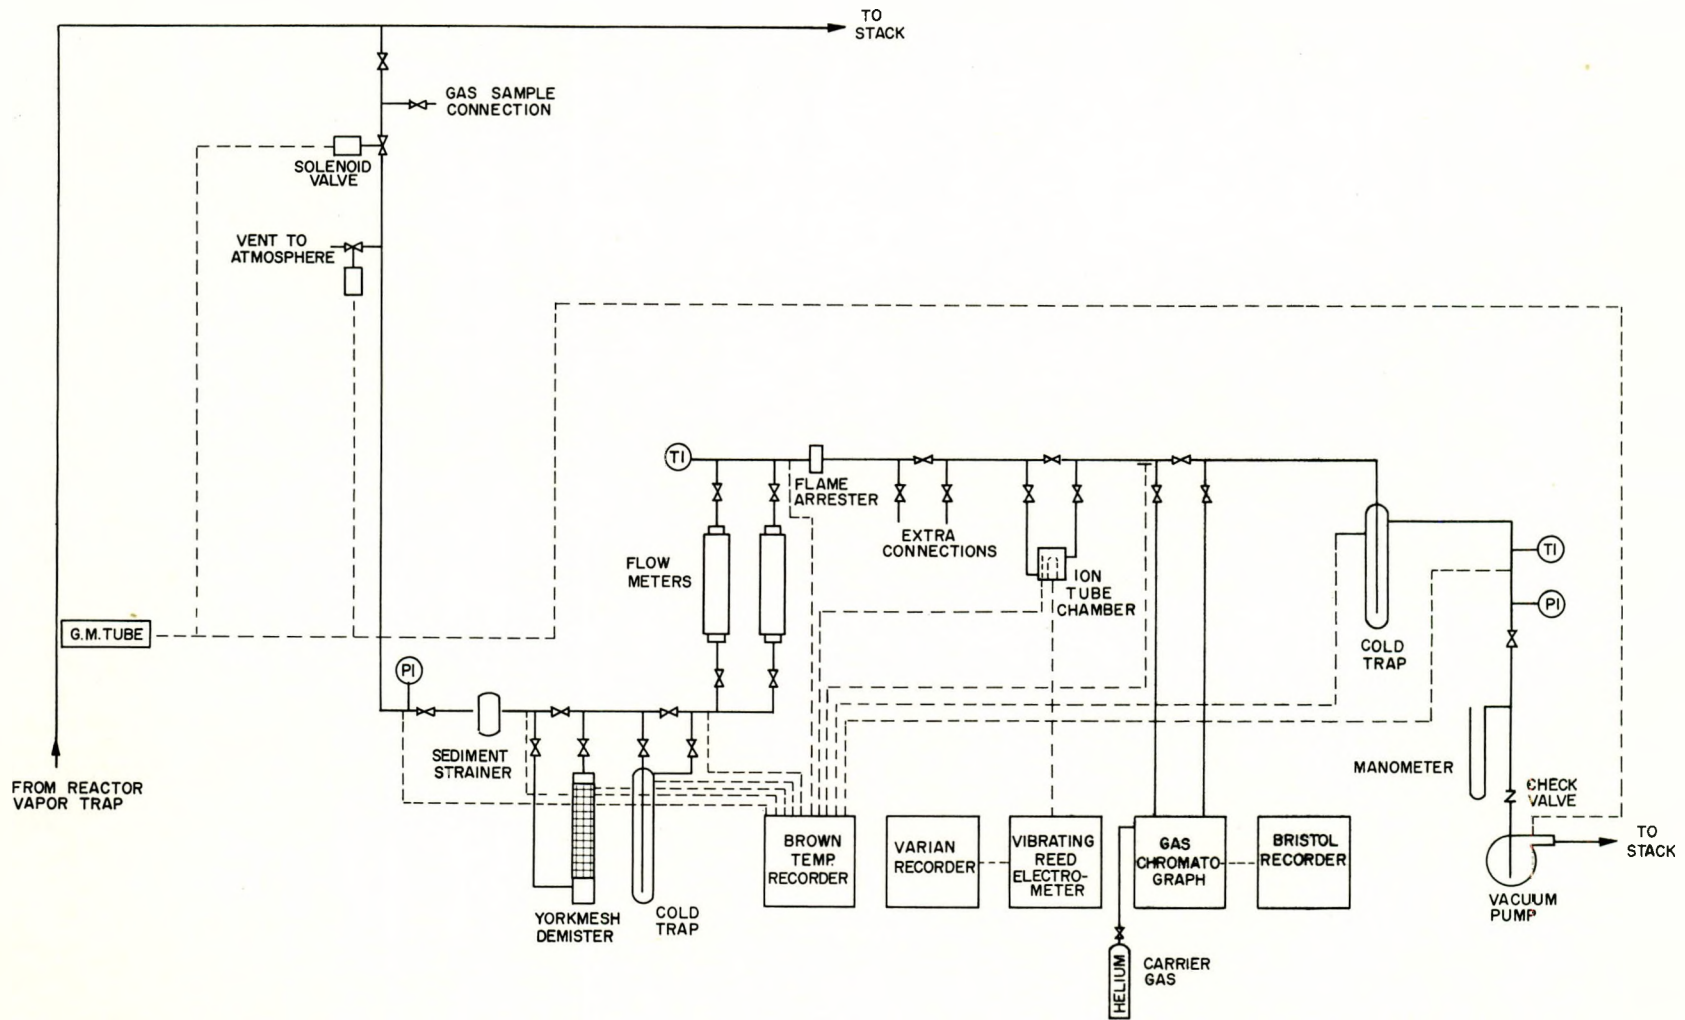 TO
STACK
GAS SAMPLE
CONNECTION
SOLENOID
VALVE
VENT TO
ATMOSPHERE
TI
FLAME
ARRESTER
EXTRA
CONNECTIONS
FLOW
METERS
ION
TUBE
CHAMBER
TI
PI
COLD
TRAP
G.M.TUBE
PI
SEDIMENT
STRAINER
FROM REACTOR
VAPOR TRAP
MANOMETER
CHECK
VALVE
BROWN
TEMP.
RECORDER
VARIAN
RECORDER
VIBRATING
REED
ELECTRO-
METER
GAS
CHROMATO
GRAPH
BRISTOL
RECORDER
TO
STACK
VACUUM
PUMP
YORKMESH
DEMISTER
COLD
TRAP
HELIUM
CARRIER
GAS